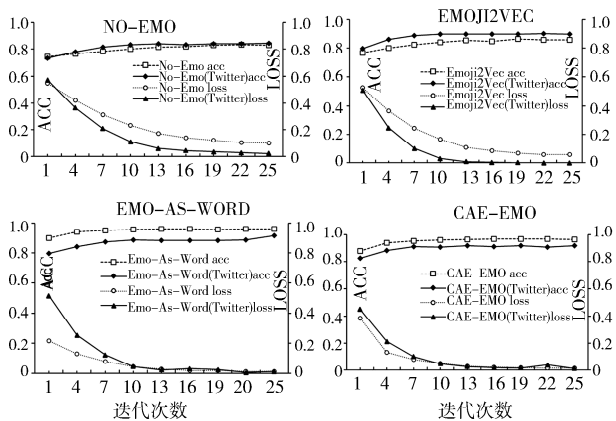 NO-EMO
1.0
0.8
0.6
0.4
0.2
0
ACC
1.0
0.8
0.6
0.4
0.2
0
LOSS
No-Emo acc
No-Emo(Twitter)acc
No-Emo loss
No-Emo(Twitter)loss
1 4 7 10 13 16 14 22 25
EMOJI2VEC
1.0
0.8
0.6
0.4
0.2
0
ACC
1.0
0.8
0.6
0.4
0.2
0
LOSS
Emoji2Vec acc
Emoji2Vec(Twitter)acc
Emoji2Vec loss
Emoji2Vec(Twitter)loss
1 4 7 10 13 16 19 22 25
EMO-AS-WORD
1.0
0.8
0.6
0.4
0.2
0
ACC
1.0
0.8
0.6
0.4
0.2
0
LOSS
Emo-As-Word acc
Emo-As-Word(Twitter)acc
Emo-As-Word loss
Emo-As-Word(Twitter)loss
1 4 7 10 13 16 19 20 25
迭代次数
CAE-EMO
1.0
0.8
0.6
0.4
0.2
0
ACC
1.0
0.8
0.6
0.4
0.2
0
LOSS
CAE-EMO acc
CAE-EMO(Twitter)acc
CAE-EMO loss
CAE-EMO(Twitter)loss
1 4 7 10 13 16 19 22 25
迭代次数